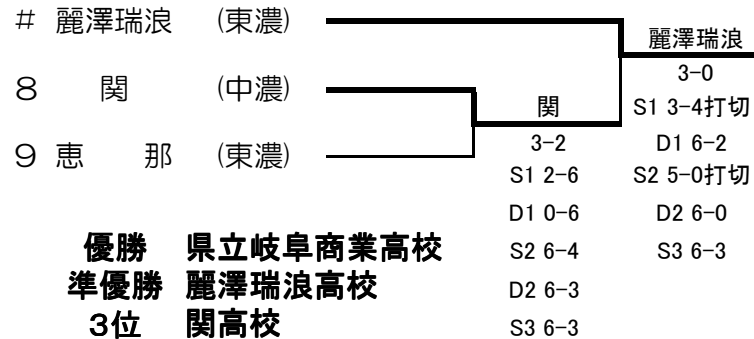 # 麗澤瑞浪 (東濃)
麗澤瑞浪
3-0
8 関 (中濃)
関
S1 3-4打切
9 恵 那 (東濃)
3-2
D1 6-2
S1 2-6
S2 5-0打切
D1 0-6
D2 6-0
優勝 県立岐阜商業高校
S2 6-4
S3 6-3
準優勝 麗澤瑞浪高校
D2 6-3
3位 関高校
S3 6-3